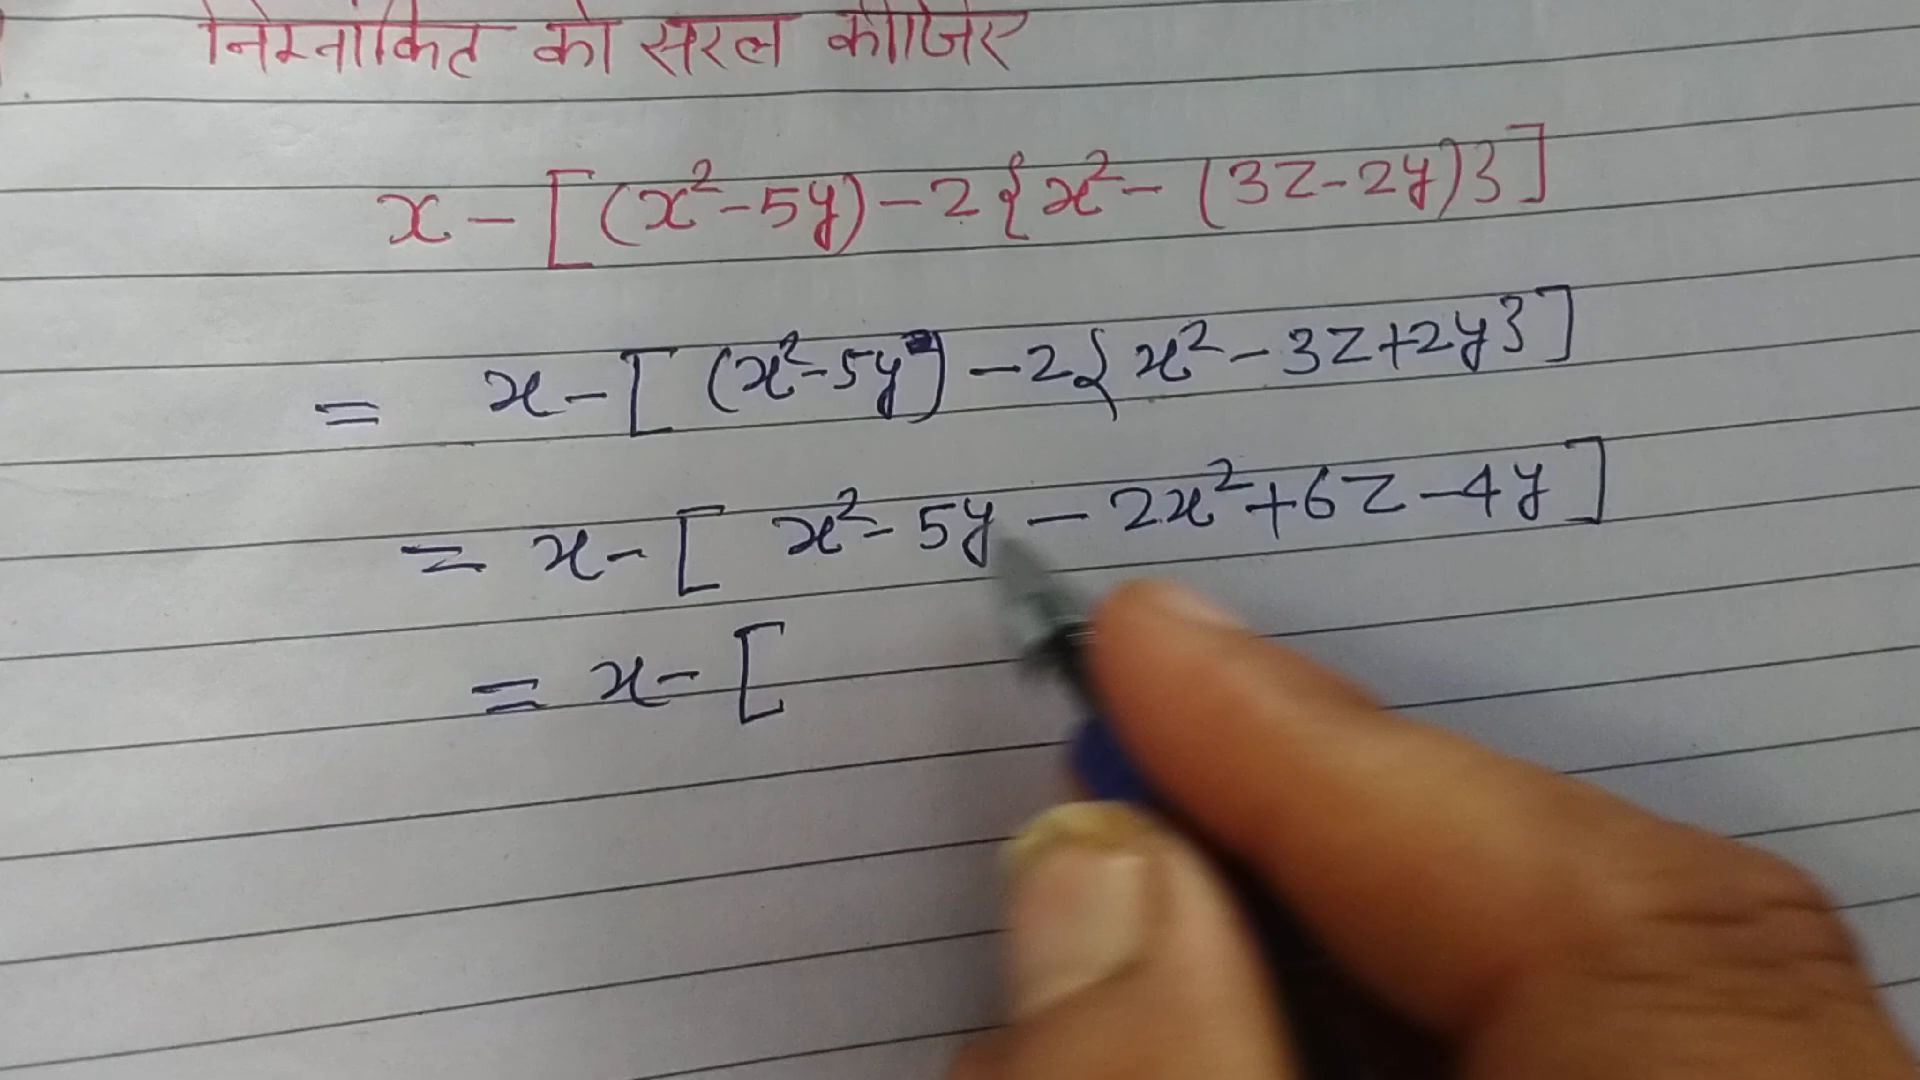 निम्नांकित को सरल कीजिए
x - [(x² - 5y) - 2{x² - (3z - 2y)}]
= x - [(x² - 5y) - 2{x² - 3z + 2y}]
= x - [x² - 5y - 2x² + 6z - 4y]
= x - [